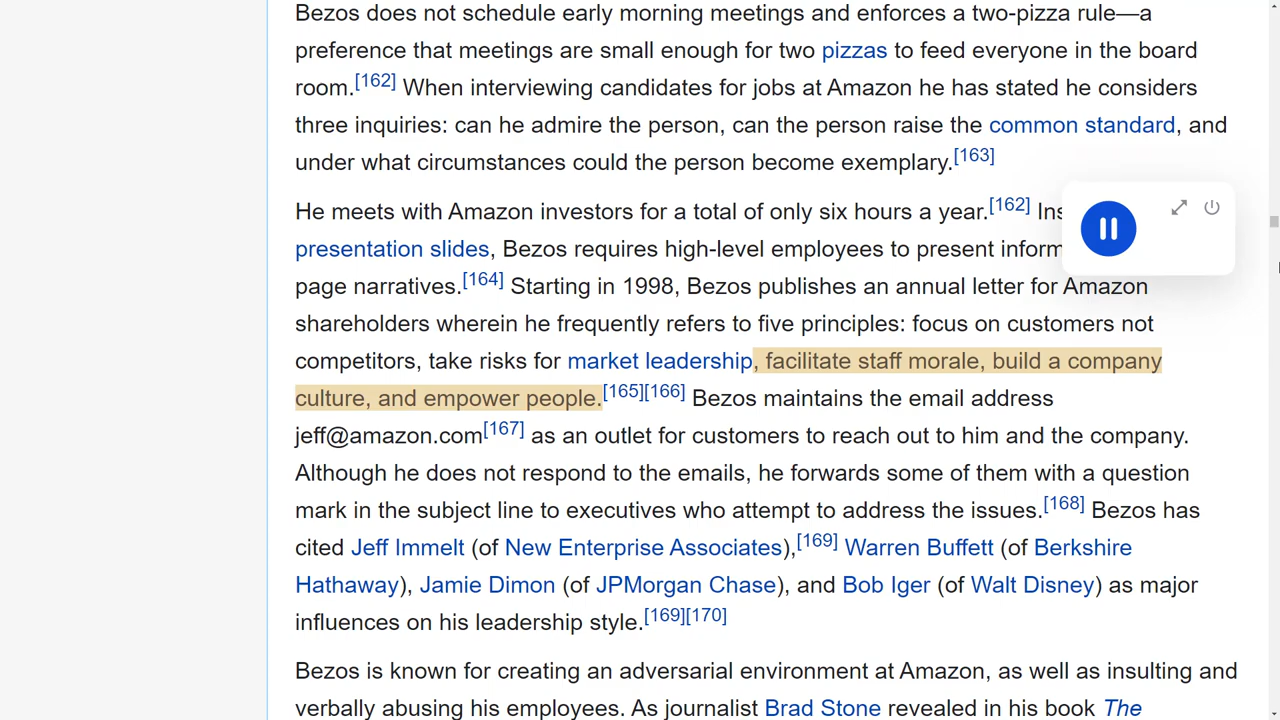 Bezos does not schedule early morning meetings and enforces a two-pizza rule—a
preference that meetings are small enough for two pizzas to feed everyone in the board
room.[162] When interviewing candidates for jobs at Amazon he has stated he considers
three inquiries: can he admire the person, can the person raise the common standard, and
under what circumstances could the person become exemplary.[163]
He meets with Amazon investors for a total of only six hours a year.[162]
presentation slides, Bezos requires high-level employees to present
page narratives.[164] Starting in 1998, Bezos publishes an annual letter for Amazon
shareholders wherein he frequently refers to five principles: focus on customers not
competitors, take risks for market leadership, facilitate staff morale, build a company
culture, and empower people.[165][166] Bezos maintains the email address
jeff@amazon.com[167] as an outlet for customers to reach out to him and the company.
Although he does not respond to the emails, he forwards some of them with a question
mark in the subject line to executives who attempt to address the issues.[168] Bezos has
cited Jeff Immelt (of New Enterprise Associates),[169] Warren Buffett (of Berkshire
Hathaway), Jamie Dimon (of JPMorgan Chase), and Bob Iger (of Walt Disney) as major
influences on his leadership style.[169][170]
Bezos is known for creating an adversarial environment at Amazon, as well as insulting and
verbally abusing his employees. As journalist Brad Stone revealed in his book The